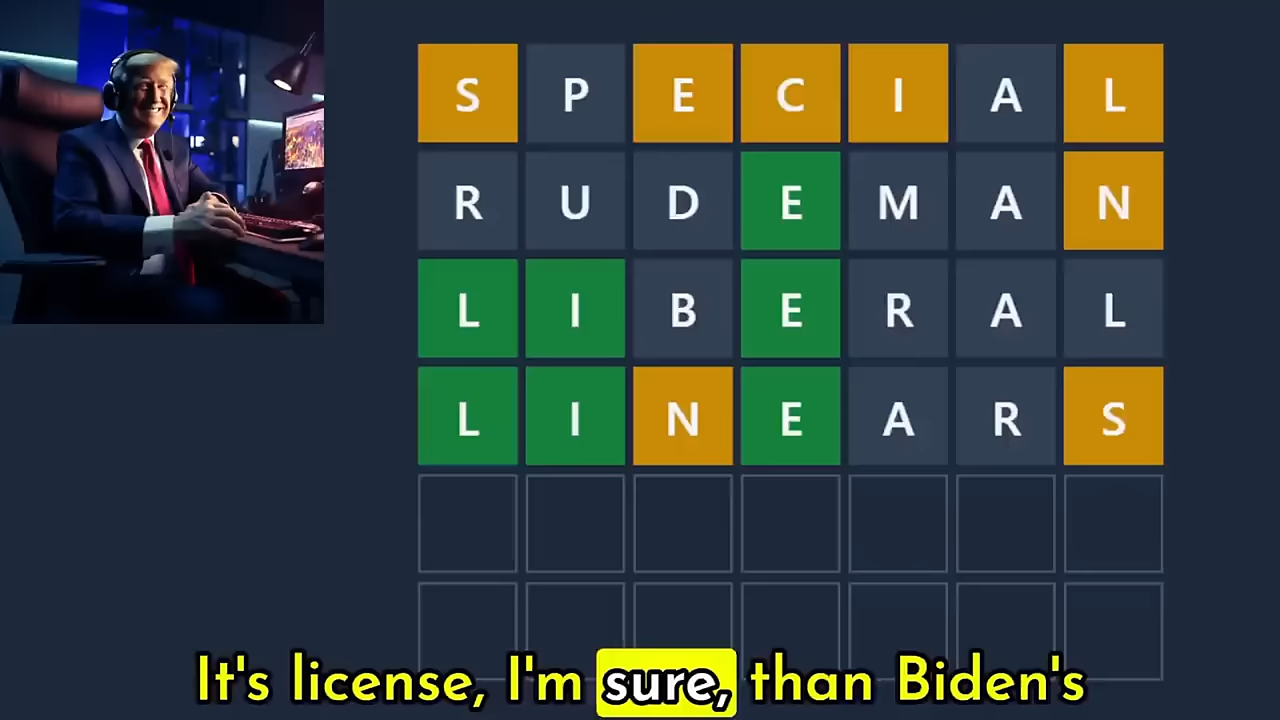 SPECIAL
RUDEMAN
LIBERAL
LINEARS
It's license, I'm sure, than Biden's